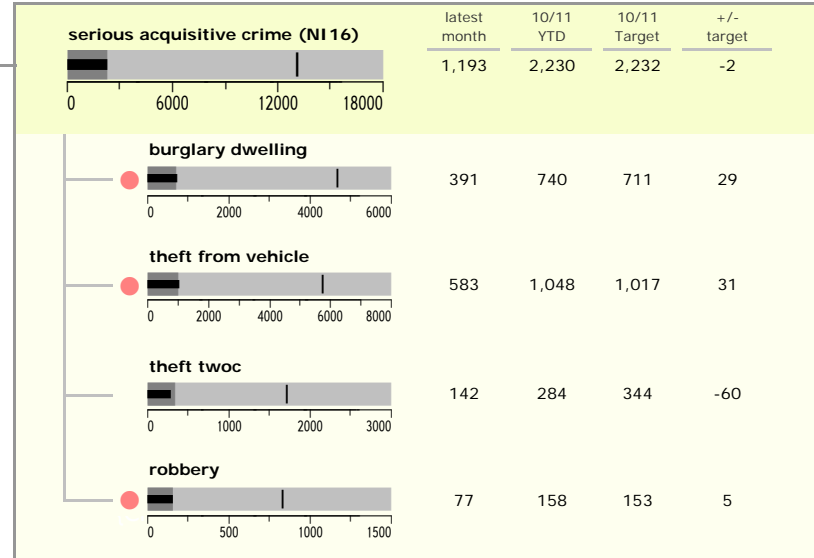 latest 10/11 10/11 +/-
serious acquisitive crime (NI16) month YTD Target target
1,193 2,230 2,232 -2
0 6000 12000 18000
burglary dwelling
391 740 711 29
0 2000 4000 6000
theft from vehicle
583 1,048 1,017 31
0 2000 4000 6000 8000
theft twoc
142 284 344 -60
0 1000 2000 3000
robbery
77 158 153 5
0 500 1000 1500